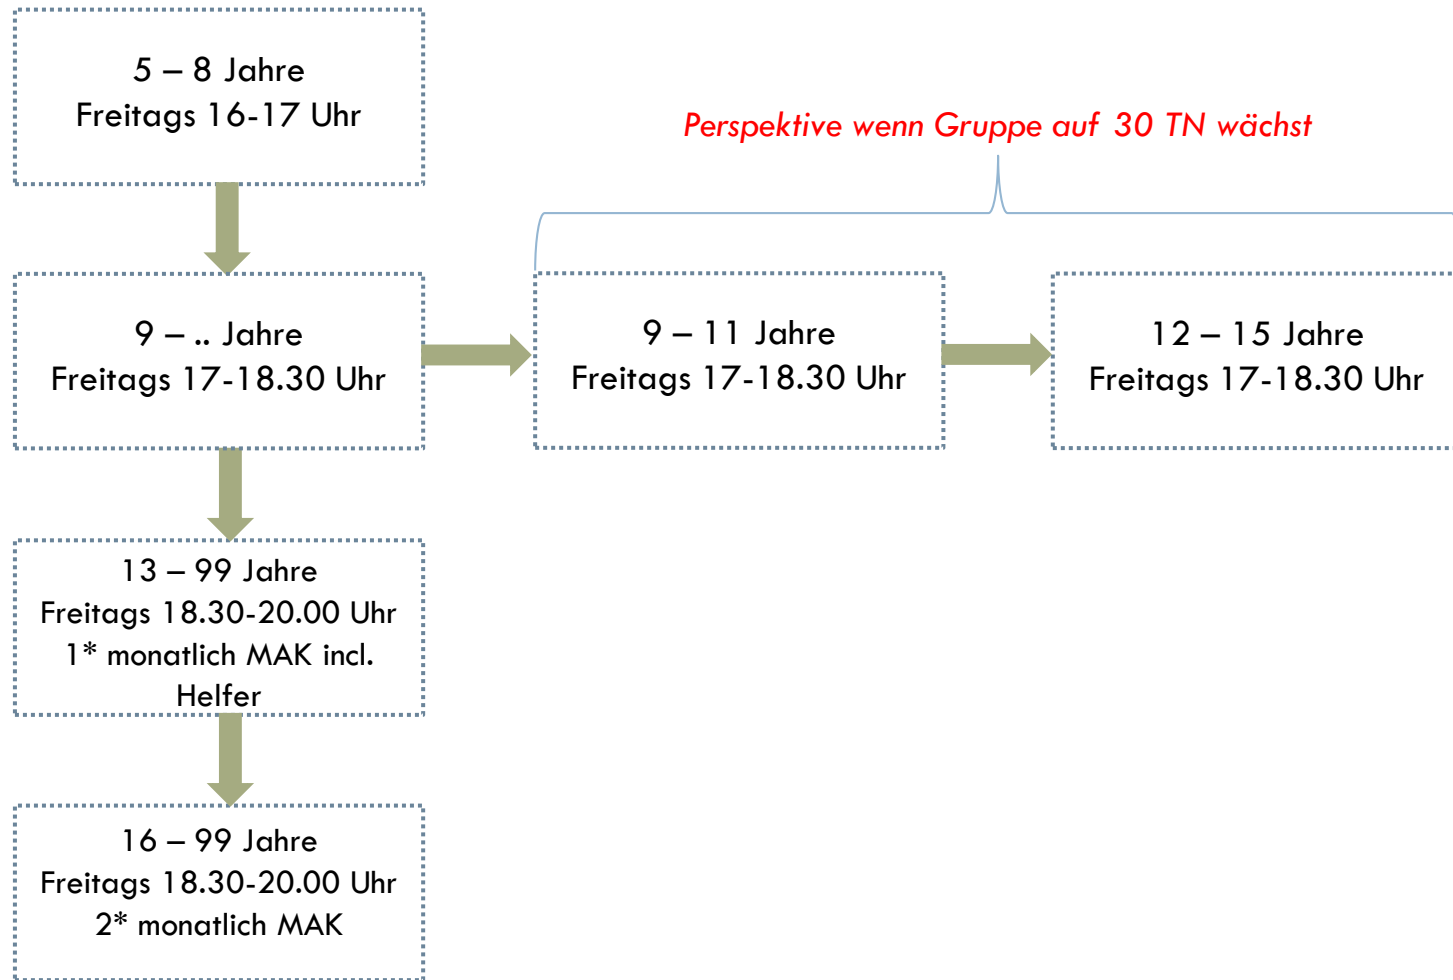 5 – 8 Jahre
Freitags 16-17 Uhr
Perspektive wenn Gruppe auf 30 TN wächst
9 – .. Jahre
Freitags 17-18.30 Uhr
9 – 11 Jahre
Freitags 17-18.30 Uhr
12 – 15 Jahre
Freitags 17-18.30 Uhr
13 – 99 Jahre
Freitags 18.30-20.00 Uhr
1* monatlich MAK incl.
Helfer
16 – 99 Jahre
Freitags 18.30-20.00 Uhr
2* monatlich MAK